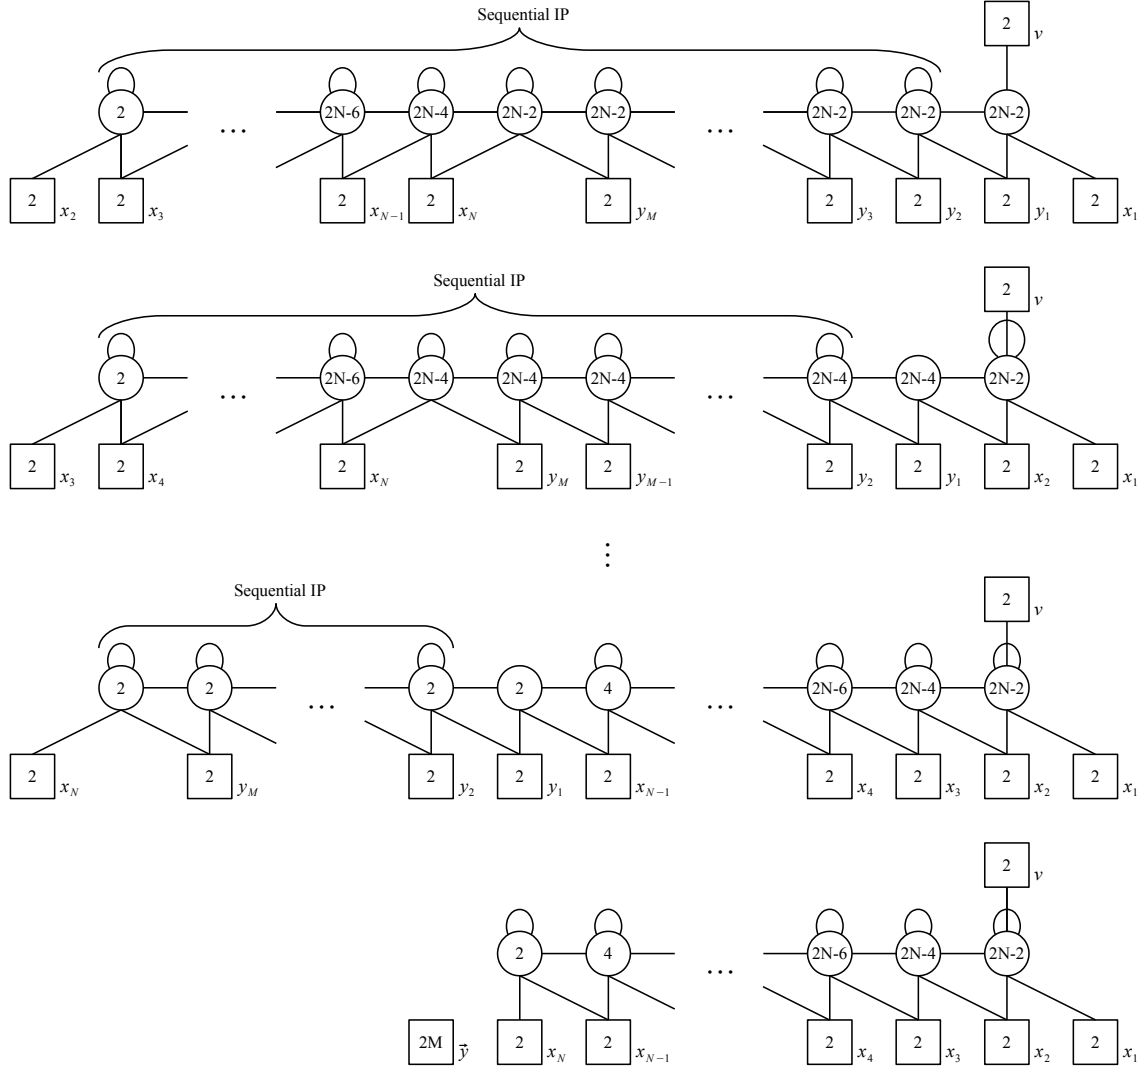 Sequential IP
2 v
2 … 2N-6 2N-4 2N-2 2N-2 … 2N-2 2N-2 2N-2
2 x_2 2 x_3 2 x_{N-1} 2 x_N 2 y_M 2 y_3 2 y_2 2 y_1 2 x_1
Sequential IP
2 v
2 … 2N-6 2N-4 2N-4 2N-4 … 2N-4 2N-4 2N-2
2 x_3 2 x_4 2 x_N 2 y_M 2 y_{M-1} 2 y_2 2 y_1 2 x_2 2 x_1
⋮
Sequential IP
2 v
2 2 … 2 2 4 … 2N-6 2N-4 2N-2
2 x_N 2 y_M 2 y_2 2 y_1 2 x_{N-1} 2 x_4 2 x_3 2 x_2 2 x_1
2 v
2 4 … 2N-6 2N-4 2N-2
2M \vec{y} 2 x_N 2 x_{N-1} 2 x_4 2 x_3 2 x_2 2 x_1